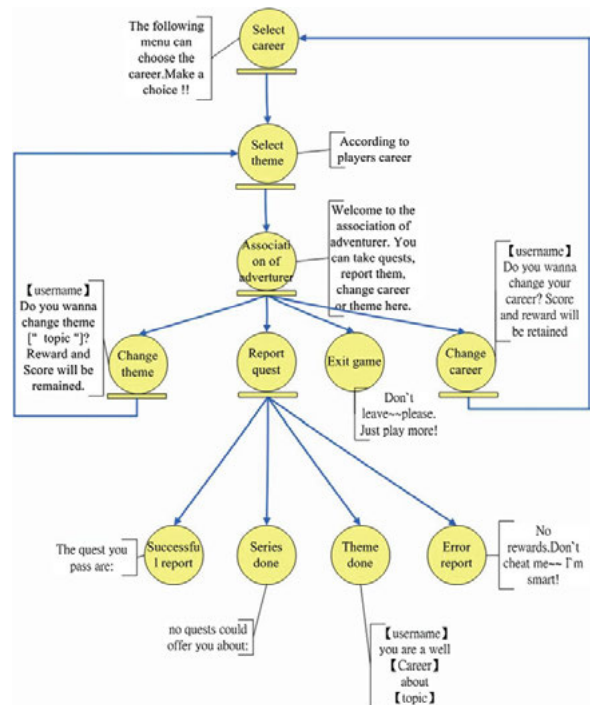 The following
menu can
choose the
career.Make a
choice !!
Select
career
Select
theme
According to
players career
Associati
on of
adverturer
Welcome to the
association of
adventurer. You
can take quests,
report them,
change career
or theme here.
【username】
Do you wanna
change theme
[" topic "]?
Reward and
Score will be
remained.
Change
theme
Report
quest
Exit game
Don't
leave~~please.
Just play more!
Change
career
【username】
Do you wanna
change your
career? Score
and reward will
be retained
The quest you
pass are:
Successfu
l report
Series
done
no quests could
offer you about:
Theme
done
【username】
you are a well
【Career】
about
【topic】
Error
report
No
rewards.Don't
cheat me~~ I'm
smart!